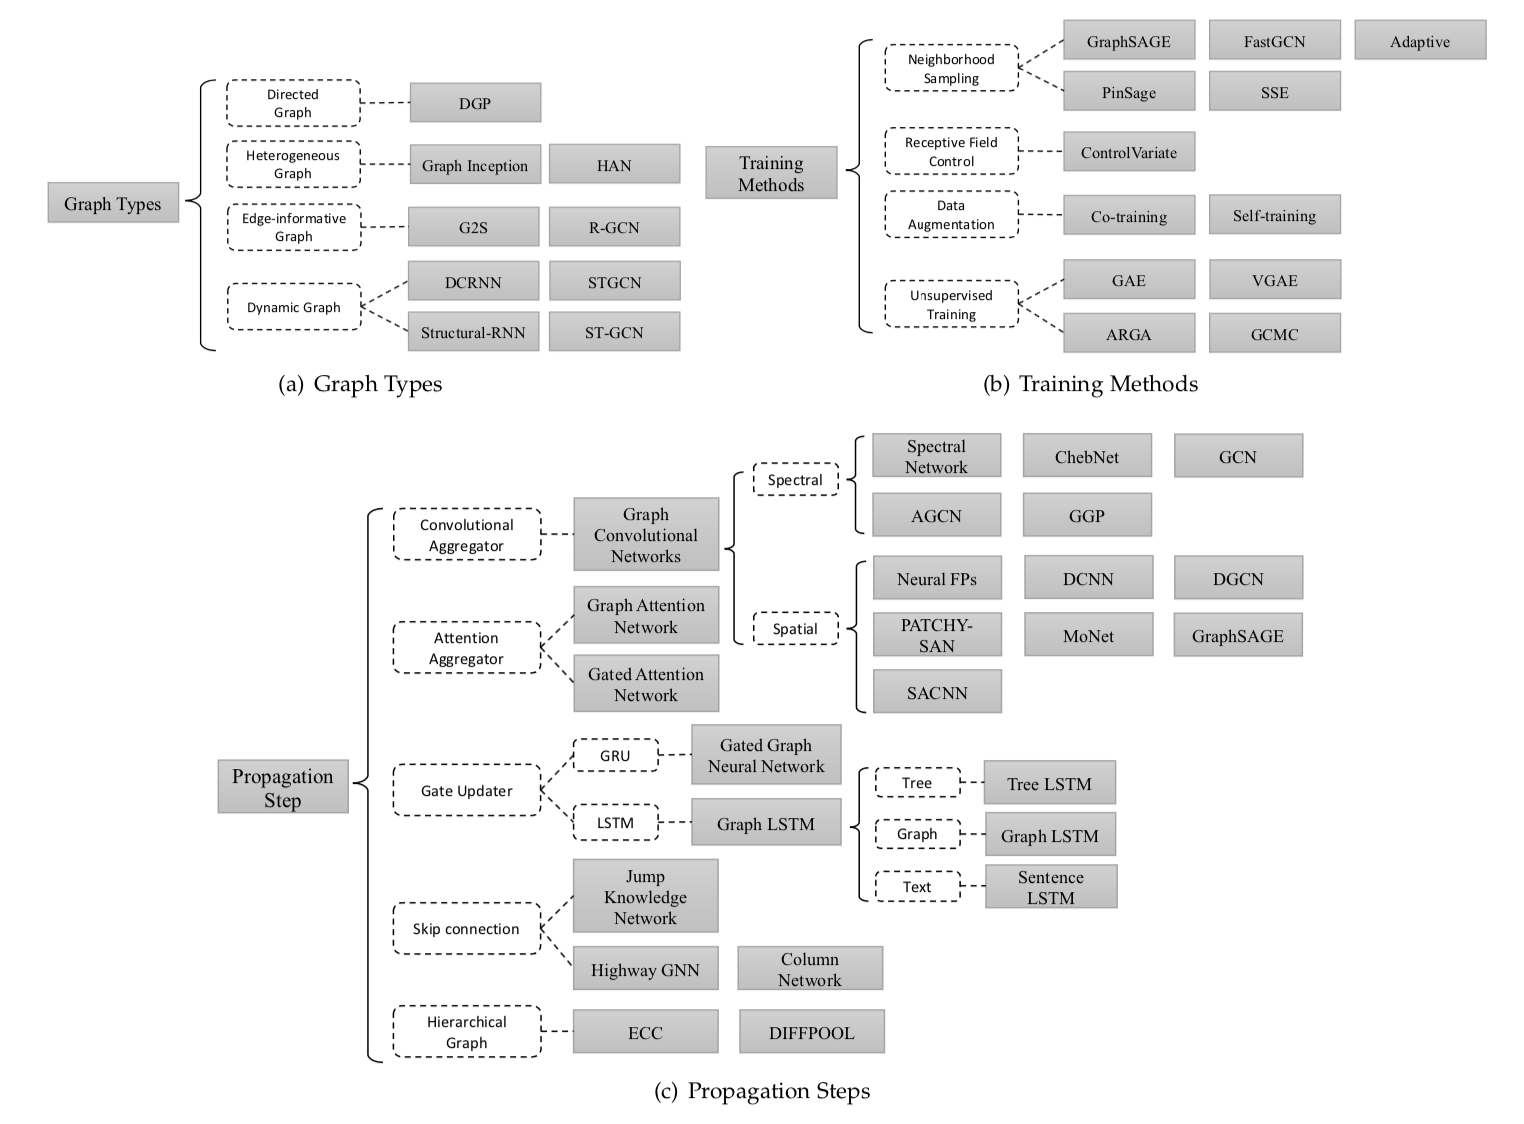 Graph Types
Directed
Graph
DGP
Heterogeneous
Graph
Graph Inception
HAN
Edge-informative
Graph
G2S
R-GCN
Dynamic Graph
DCRNN
STGCN
Structural-RNN
ST-GCN
(a) Graph Types
Training
Methods
Neighborhood
Sampling
GraphSAGE
FastGCN
Adaptive
PinSage
SSE
Receptive Field
Control
ControlVariate
Data
Augmentation
Co-training
Self-training
Unsupervised
Training
GAE
VGAE
ARGA
GCMC
(b) Training Methods
Propagation
Step
Convolutional
Aggregator
Graph
Convolutional
Networks
Spectral
Spectral
Network
ChebNet
GCN
AGCN
GGP
Spatial
Neural FPs
DCNN
DGCN
PATCHY-
SAN
MoNet
GraphSAGE
SACNN
Attention
Aggregator
Graph Attention
Network
Gated Attention
Network
Gate Updater
GRU
Gated Graph
Neural Network
LSTM
Graph LSTM
Tree
Tree LSTM
Graph
Graph LSTM
Text
Sentence
LSTM
Skip connection
Jump
Knowledge
Network
Highway GNN
Column
Network
Hierarchical
Graph
ECC
DIFFPOOL
(c) Propagation Steps